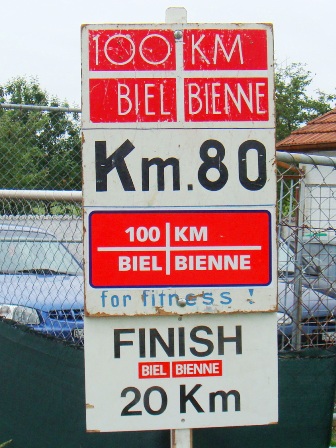 100 KM
BIEL BIENNE
Km.80
100 KM
BIEL BIENNE
for fitness !
FINISH
BIEL BIENNE
20 Km